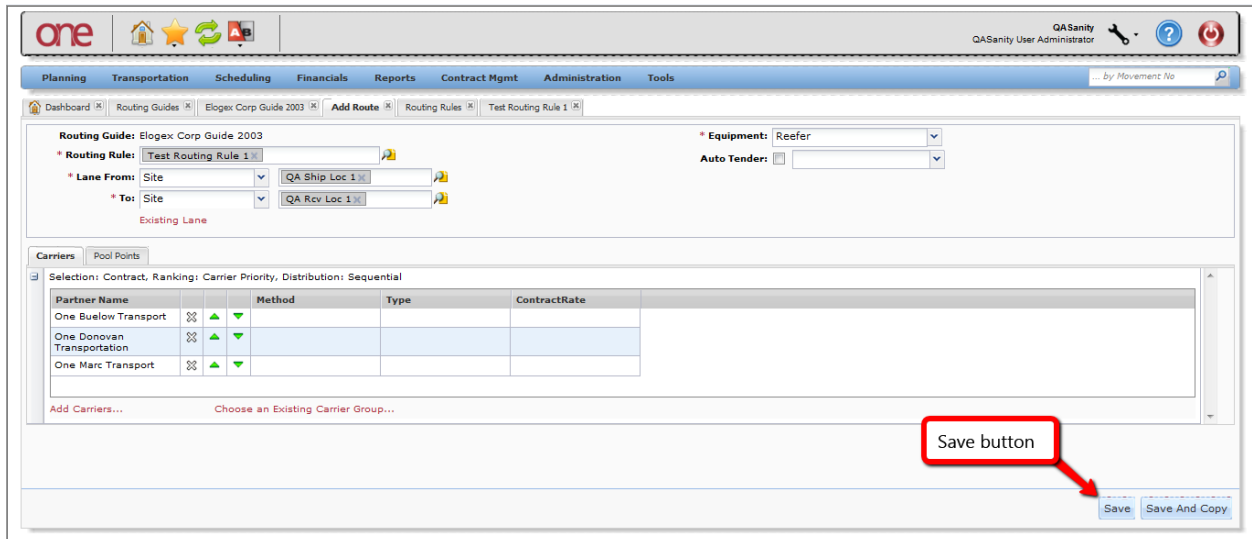 one
AB
QASanity
QASanity User Administrator
?
Planning Transportation Scheduling Financials Reports Contract Mgmt Administration Tools
... by Movement No
Dashboard Routing Guides Elogex Corp Guide 2003 Add Route Routing Rules Test Routing Rule 1
Routing Guide: Elogex Corp Guide 2003
* Equipment: Reefer
* Routing Rule: Test Routing Rule 1
Auto Tender:
* Lane From: Site QA Ship Loc 1
* To: Site QA Rcv Loc 1
Existing Lane
Carriers Pool Points
Selection: Contract, Ranking: Carrier Priority, Distribution: Sequential
Partner Name Method Type ContractRate
One Buelow Transport
One Donovan
Transportation
One Marc Transport
Add Carriers... Choose an Existing Carrier Group...
Save button
Save Save And Copy